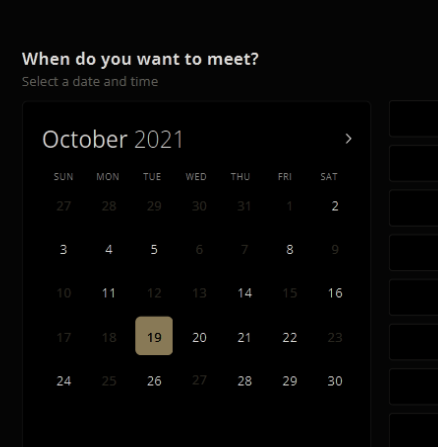 When do you want to meet?
Select a date and time
October 2021
SUN MON TUE WED THU FRI SAT
27 28 29 30 31 1 2
3 4 5 6 7 8 9
10 11 12 13 14 15 16
17 18 19 20 21 22 23
24 25 26 27 28 29 30